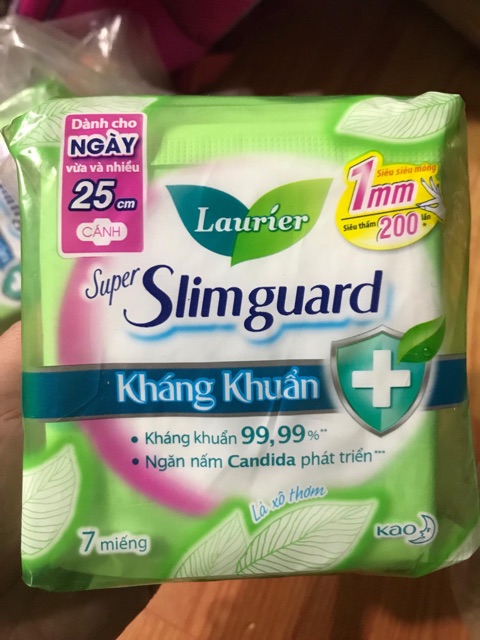 Dành cho
NGÀY
vừa và nhiều
25 cm
CÁNH
Laurier
Siêu siêu mỏng
1mm
Siêu thấm 200 lần
Super
Slimguard
Kháng Khuẩn
• Kháng khuẩn 99,99%**
• Ngăn nấm Candida phát triển***
Lá xô thơm
7 miếng
Kao